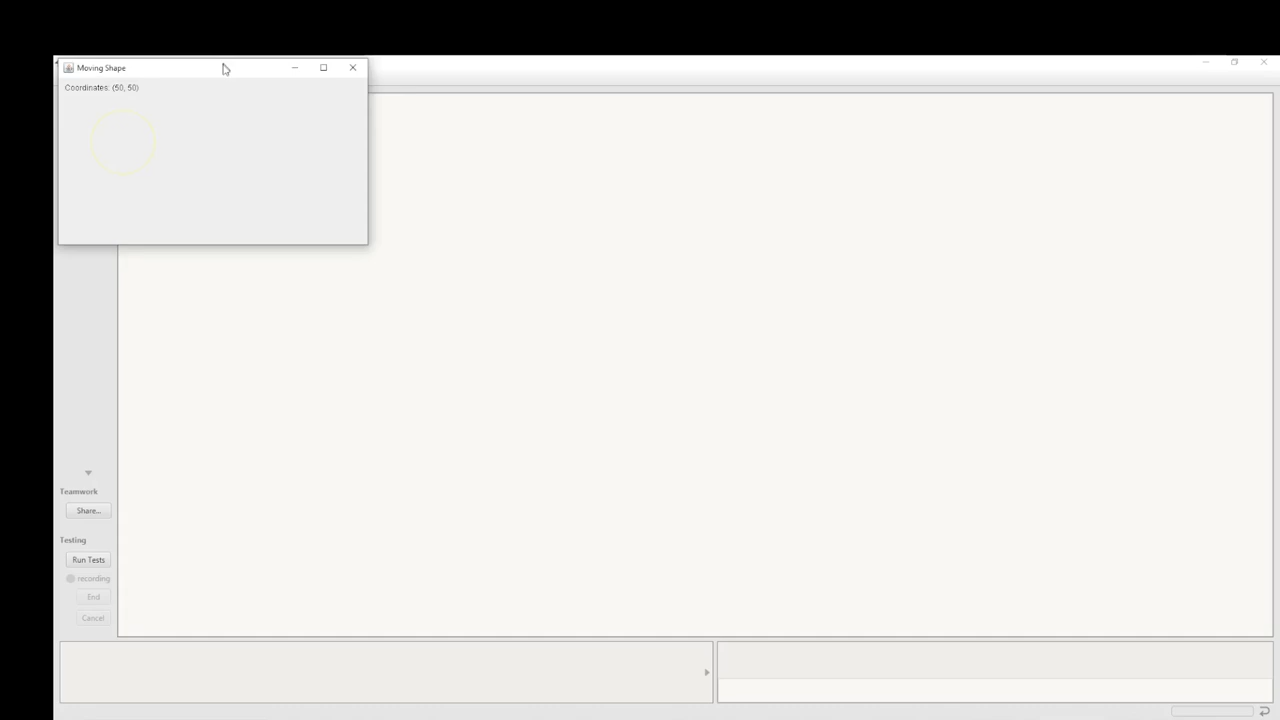 Moving Shape
Coordinates: (50, 50)
Teamwork
Share...
Testing
Run Tests
recording
End
Cancel